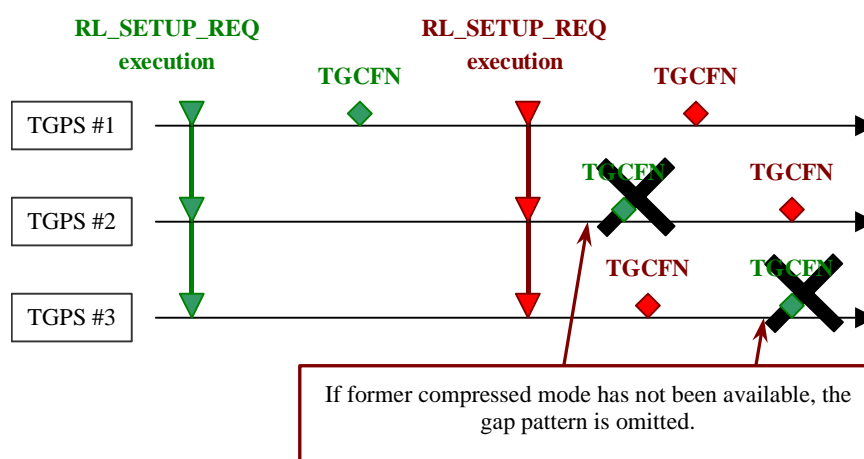 RL_SETUP_REQ
execution
RL_SETUP_REQ
execution
TGCFN
TGCFN
TGPS #1
TGCFN
TGCFN
TGPS #2
TGCFN
TGCFN
TGPS #3
If former compressed mode has not been available, the
gap pattern is omitted.